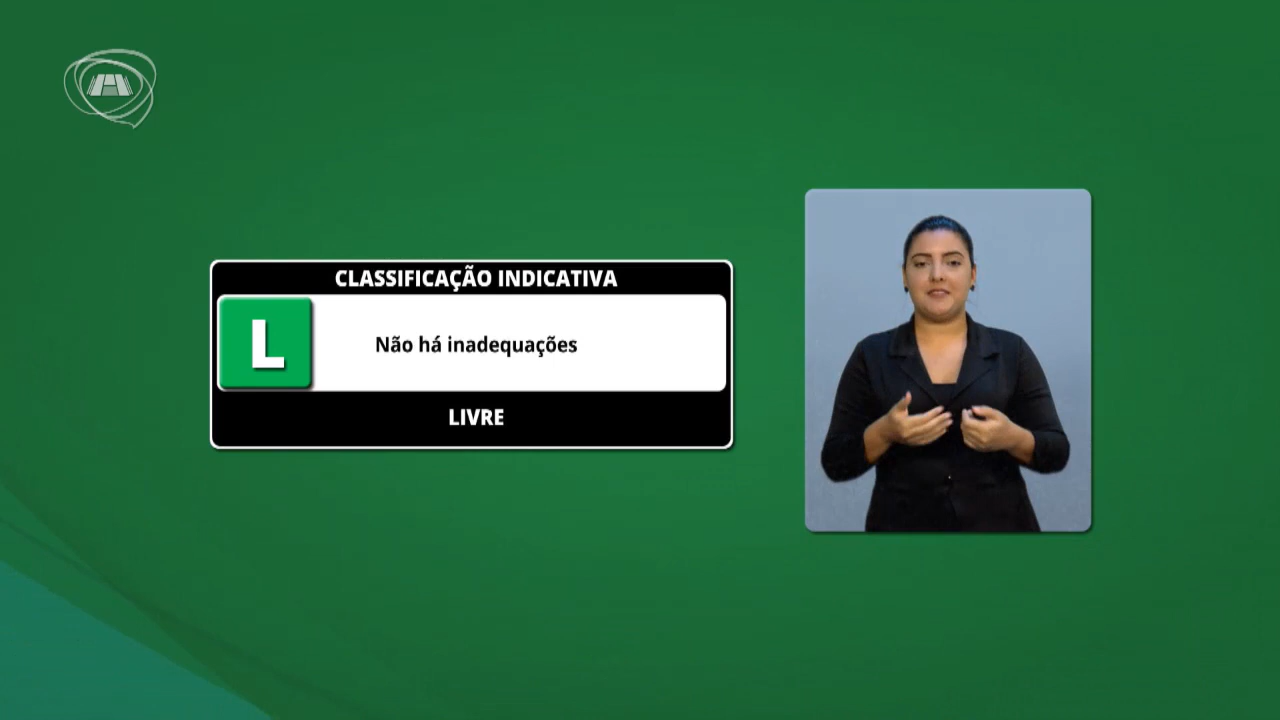 CLASSIFICAÇÃO INDICATIVA
L
Não há inadequações
LIVRE